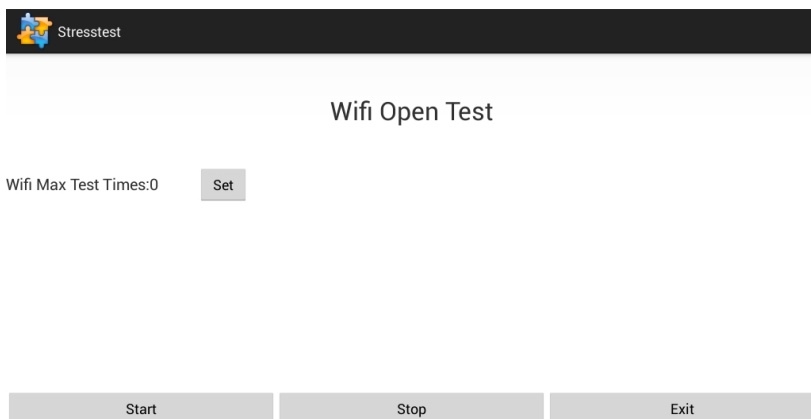 Stresstest
Wifi Open Test
Wifi Max Test Times:0 Set
Start Stop Exit